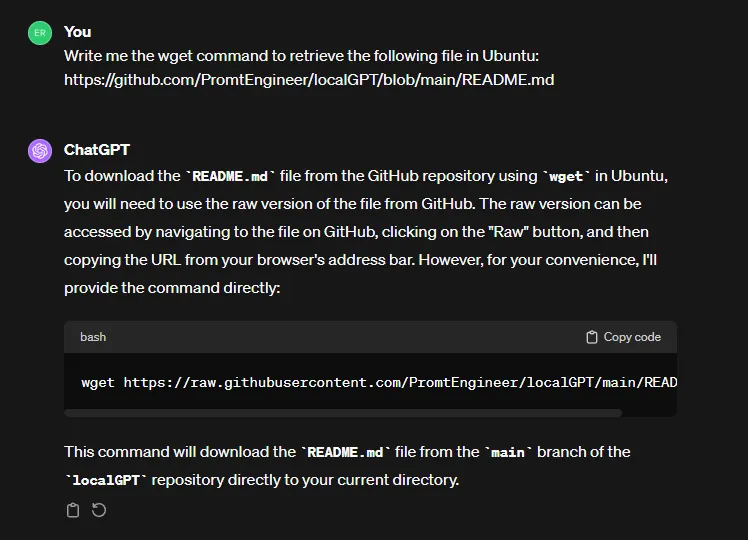 ER You
Write me the wget command to retrieve the following file in Ubuntu:
https://github.com/PromtEngineer/localGPT/blob/main/README.md
ChatGPT
To download the `README.md` file from the GitHub repository using `wget` in Ubuntu,
you will need to use the raw version of the file from GitHub. The raw version can be
accessed by navigating to the file on GitHub, clicking on the "Raw" button, and then
copying the URL from your browser's address bar. However, for your convenience, I'll
provide the command directly:
bash Copy code
wget https://raw.githubusercontent.com/PromtEngineer/localGPT/main/READ
This command will download the `README.md` file from the `main` branch of the
`localGPT` repository directly to your current directory.